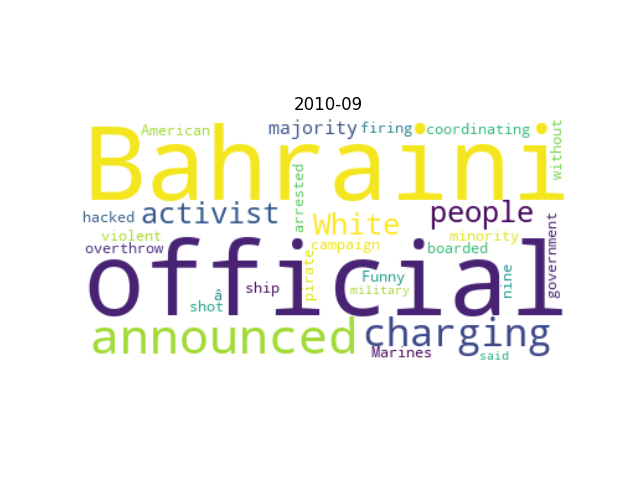 2010-09
American
majority
firing
coordinating
Bahraini
without
arrested
hacked
activist
White
people
violent
campaign
minority
overthrow
boarded
government
official
pirate
Funny
nine
â
ship
military
shot
announced
charging
Marines
said